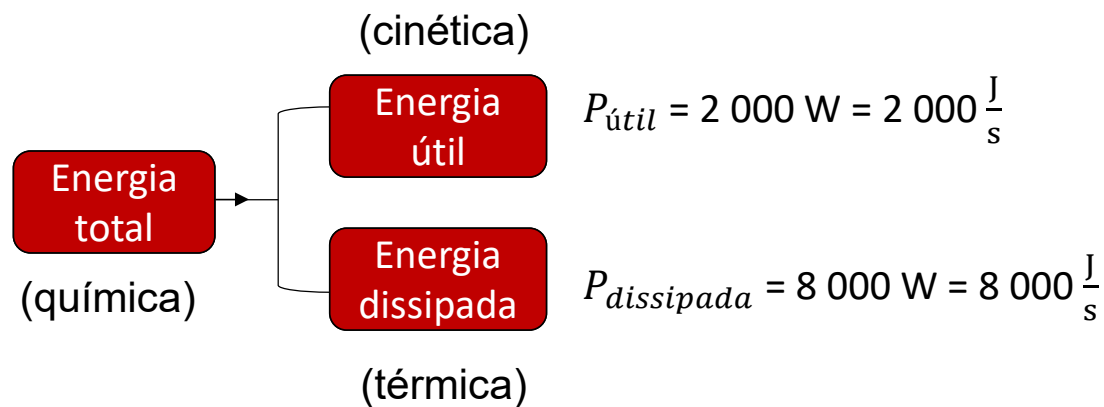 (cinética)
Energia
útil
P_útil = 2 000 W = 2 000 J/s
Energia
total
(química)
Energia
dissipada
P_dissipada = 8 000 W = 8 000 J/s
(térmica)